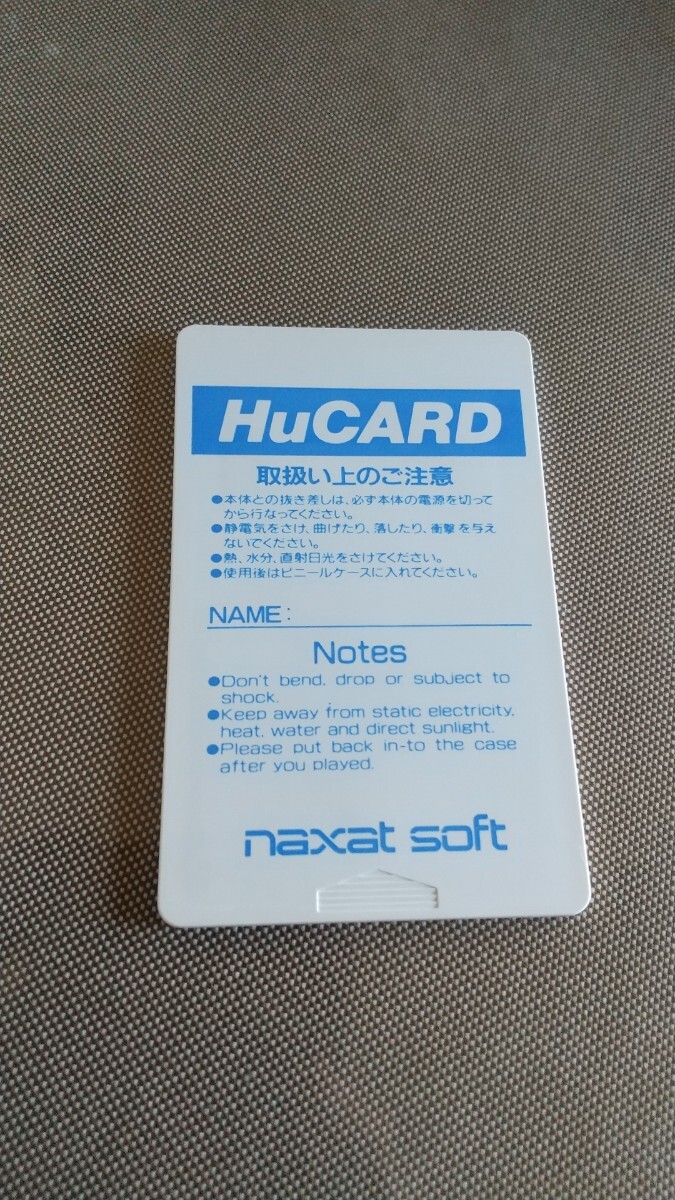 HuCARD
取扱い上のご注意
●本体との抜き差しは、必ず本体の電源を切って
から行なってください。
●静電気をさけ、曲げたり、落したり、衝撃を与え
ないでください。
●熱、水分、直射日光をさけてください。
●使用後はビニールケースに入れてください。
NAME:
Notes
●Don't bend, drop or subject to
shock.
●Keep away from static electricity,
heat, water and direct sunlight.
●Please put back in-to the case
after you played.
naxat soft